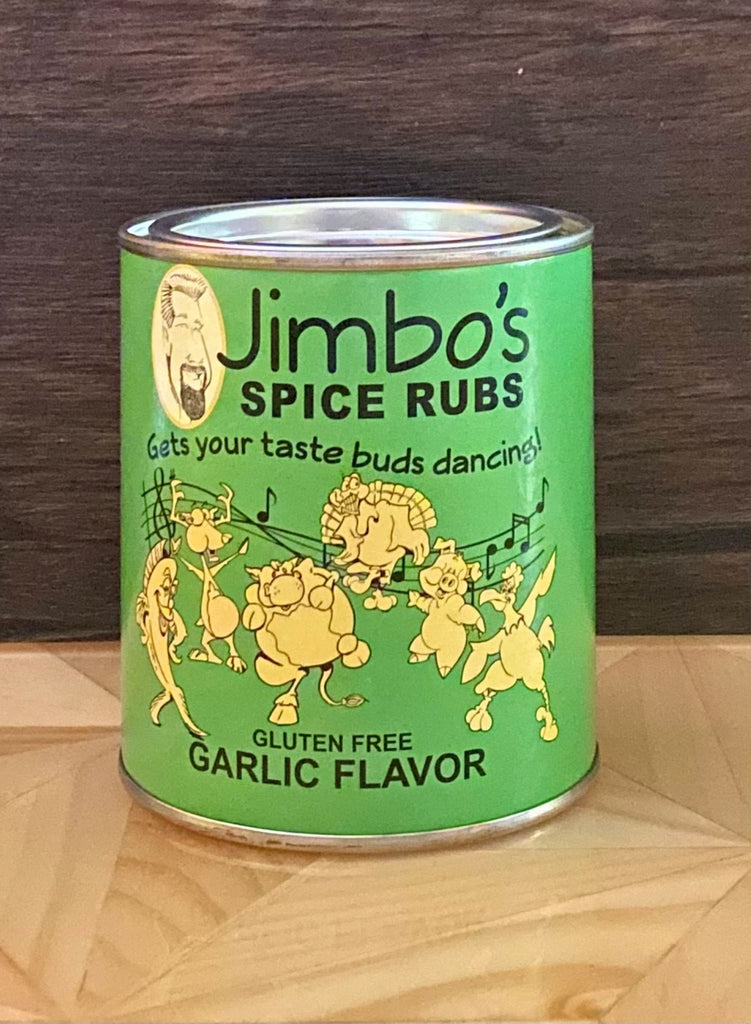 Jimbo's
SPICE RUBS
Gets your taste buds dancing!
GLUTEN FREE
GARLIC FLAVOR